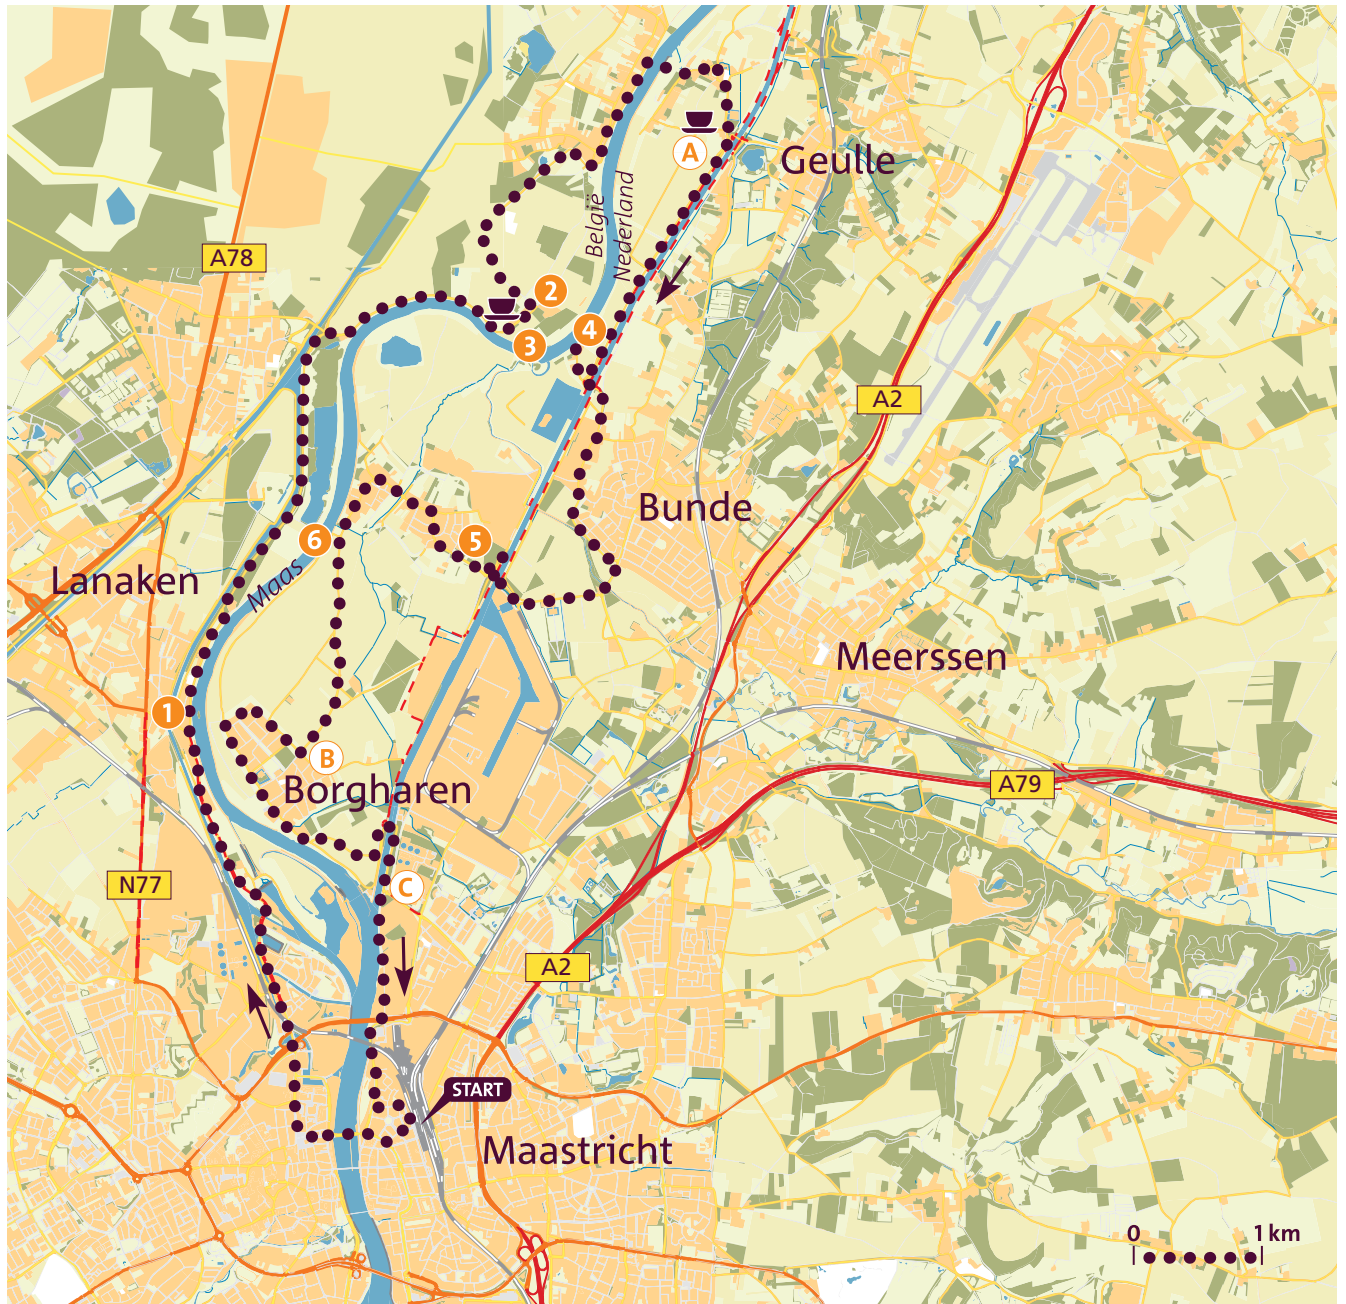 A
Geulle
België
Nederland
A78
2
4
3
A2
Bunde
5
6
Lanaken
Maas
Meerssen
1
B
Borgharen
A79
N77
C
A2
START
Maastricht
0 1 km